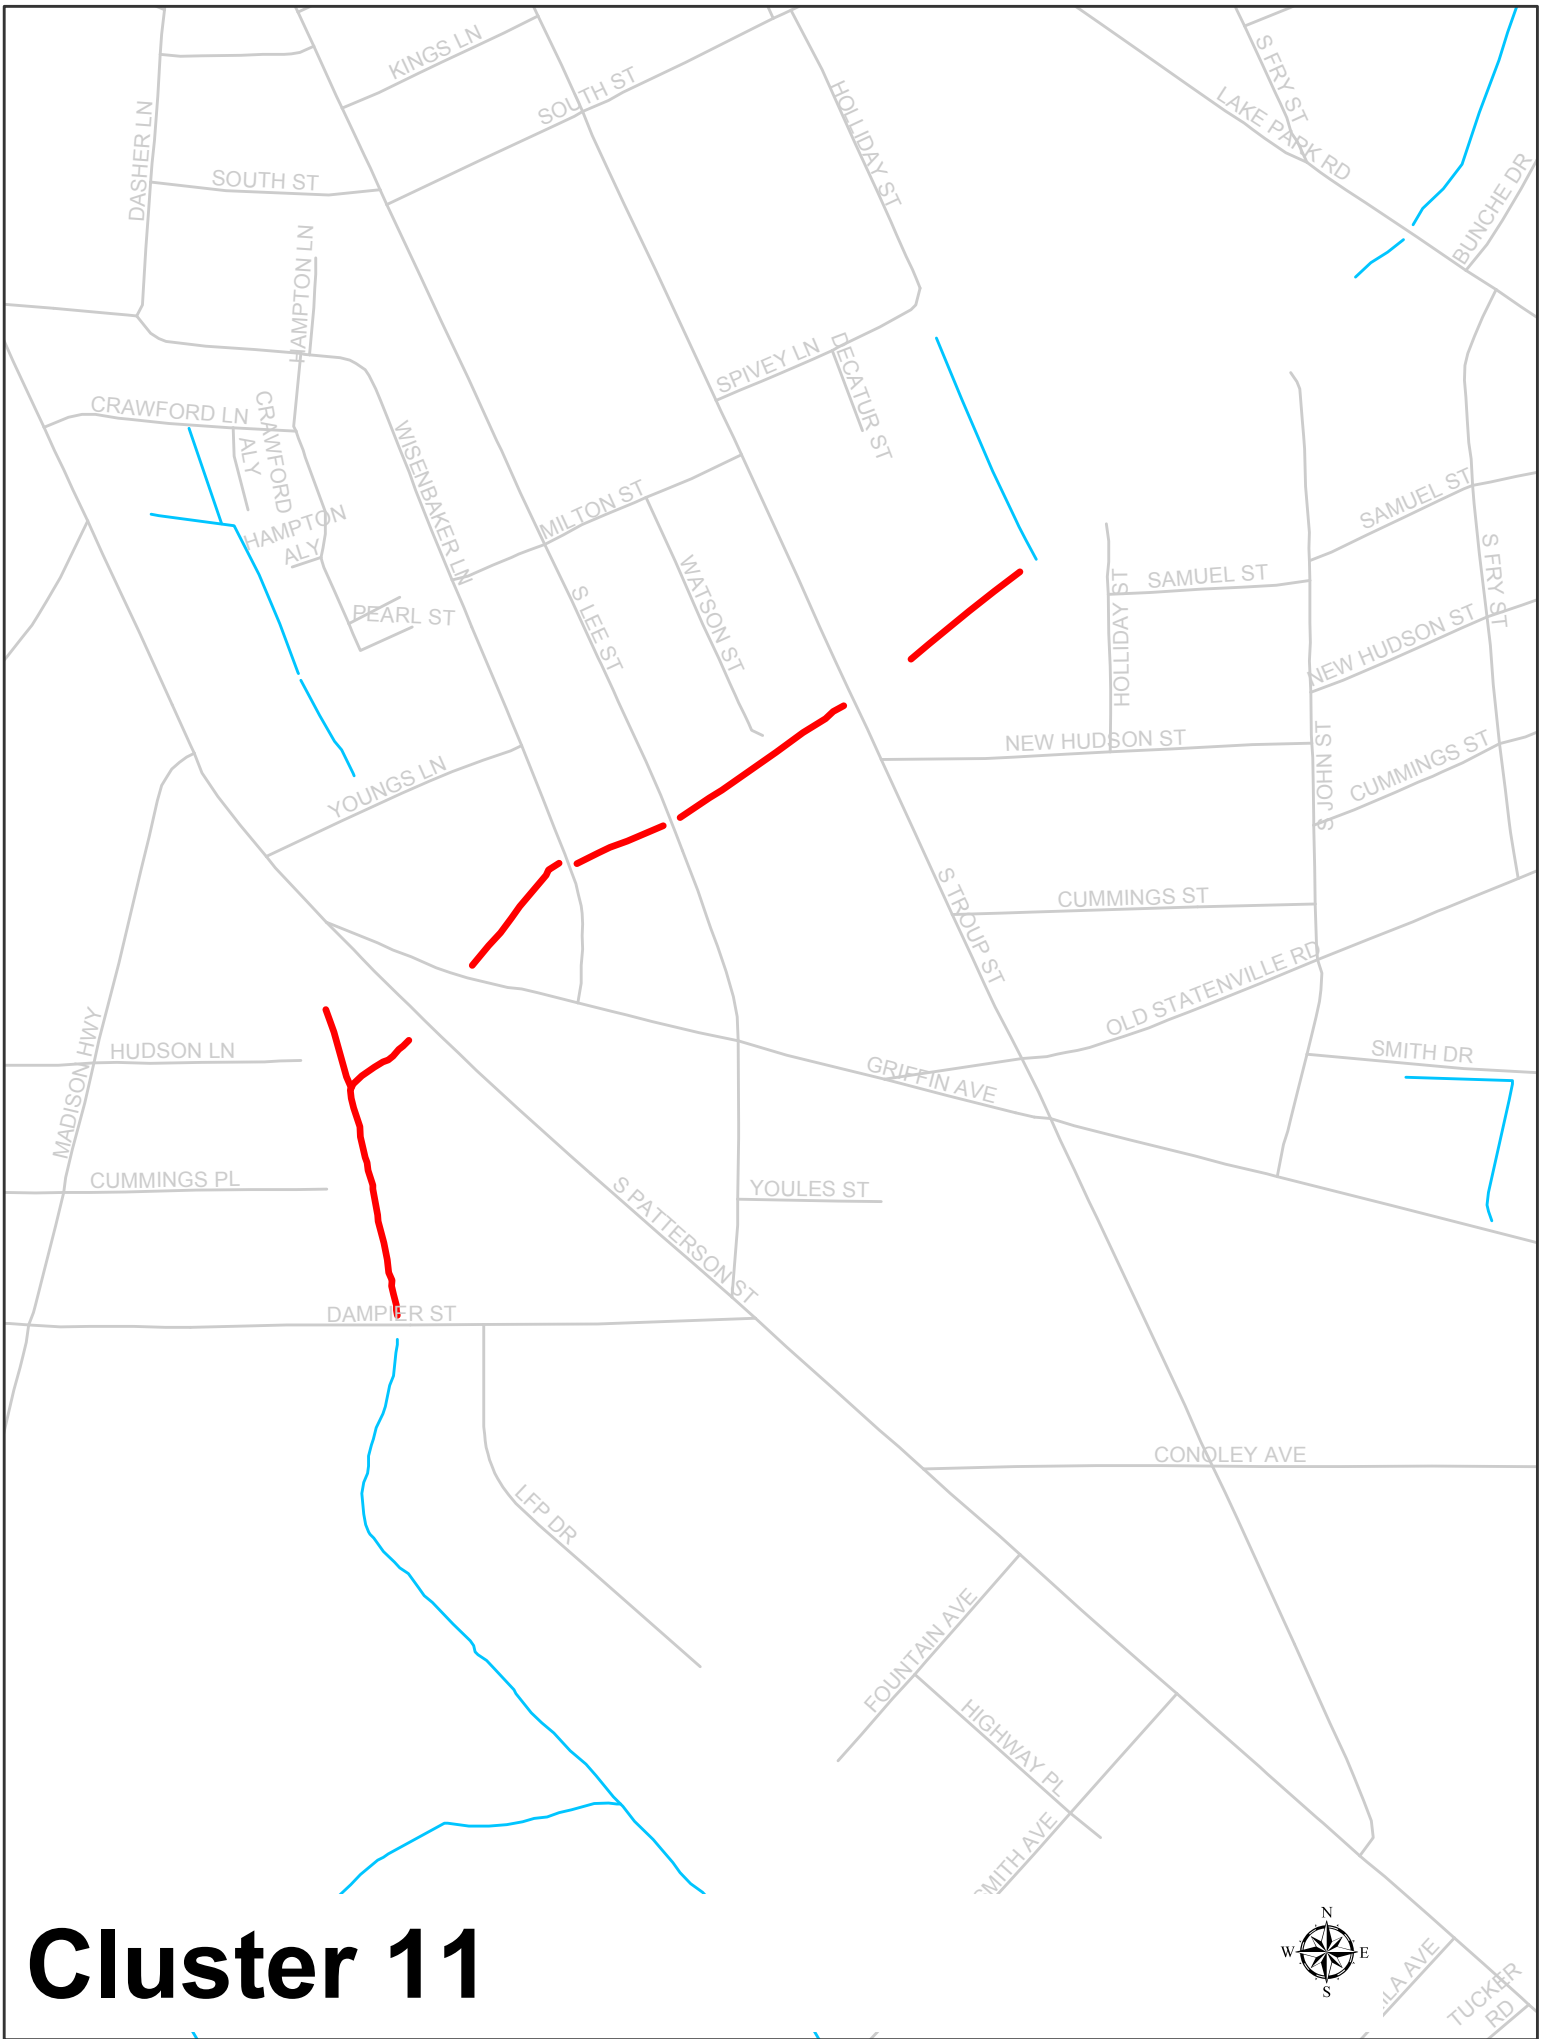 KINGS LN
SOUTH ST
S FRY ST
LAKE PARK RD
HOLLIDAY ST
DASHER LN
SOUTH ST
BUNCHE DR
HAMPTON LN
SPIVEY LN
DECATUR ST
CRAWFORD LN
CRAWFORD
ALY
WISENBAKER LN
HAMPTON
ALY
MILTON ST
SAMUEL ST
S FRY ST
WATSON ST
SAMUEL ST
HOLLIDAY ST
PEARL ST
S LEE ST
NEW HUDSON ST
NEW HUDSON ST
YOUNGS LN
S JOHN ST
CUMMINGS ST
S TROUP ST
CUMMINGS ST
OLD STATENVILLE RD
MADISON HWY
HUDSON LN
GRIFFIN AVE
SMITH DR
CUMMINGS PL
S PATTERSON ST
YOULES ST
DAMPIER ST
CONOLEY AVE
LFP DR
FOUNTAIN AVE
HIGHWAY PL
SMITH AVE
Cluster 11
N
W
E
S
LA AVE
TUCKER
RD